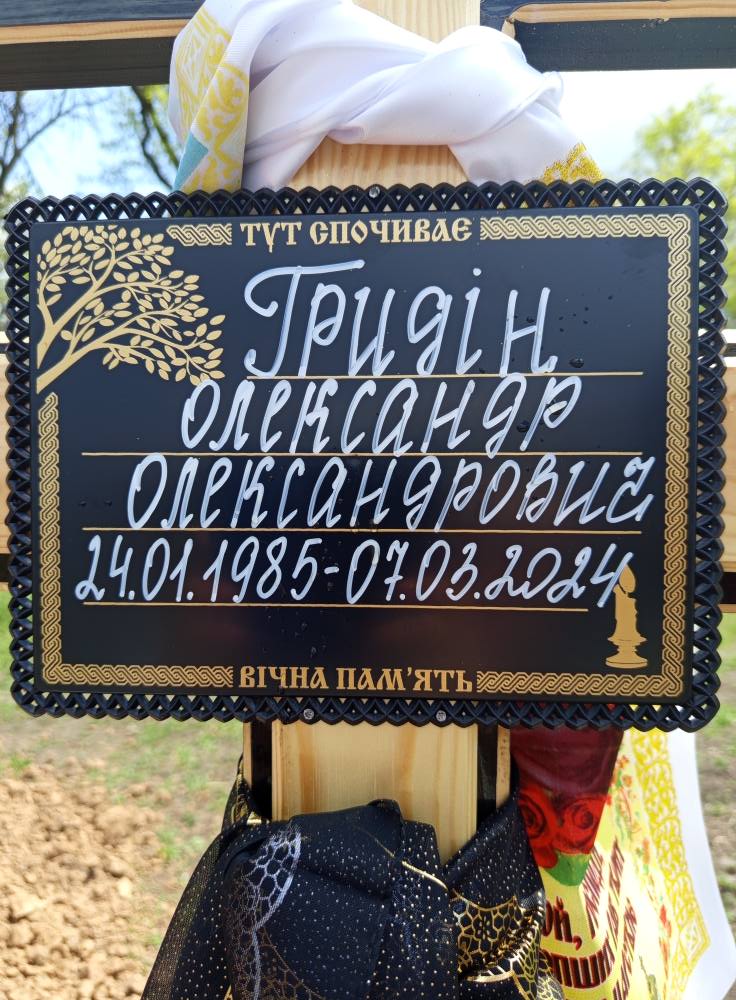 ТУТ СПОЧИВАЄ
Гридін
Олександр
Олександрович
24.01.1985-07.03.2024
ВІЧНА ПАМ'ЯТЬ